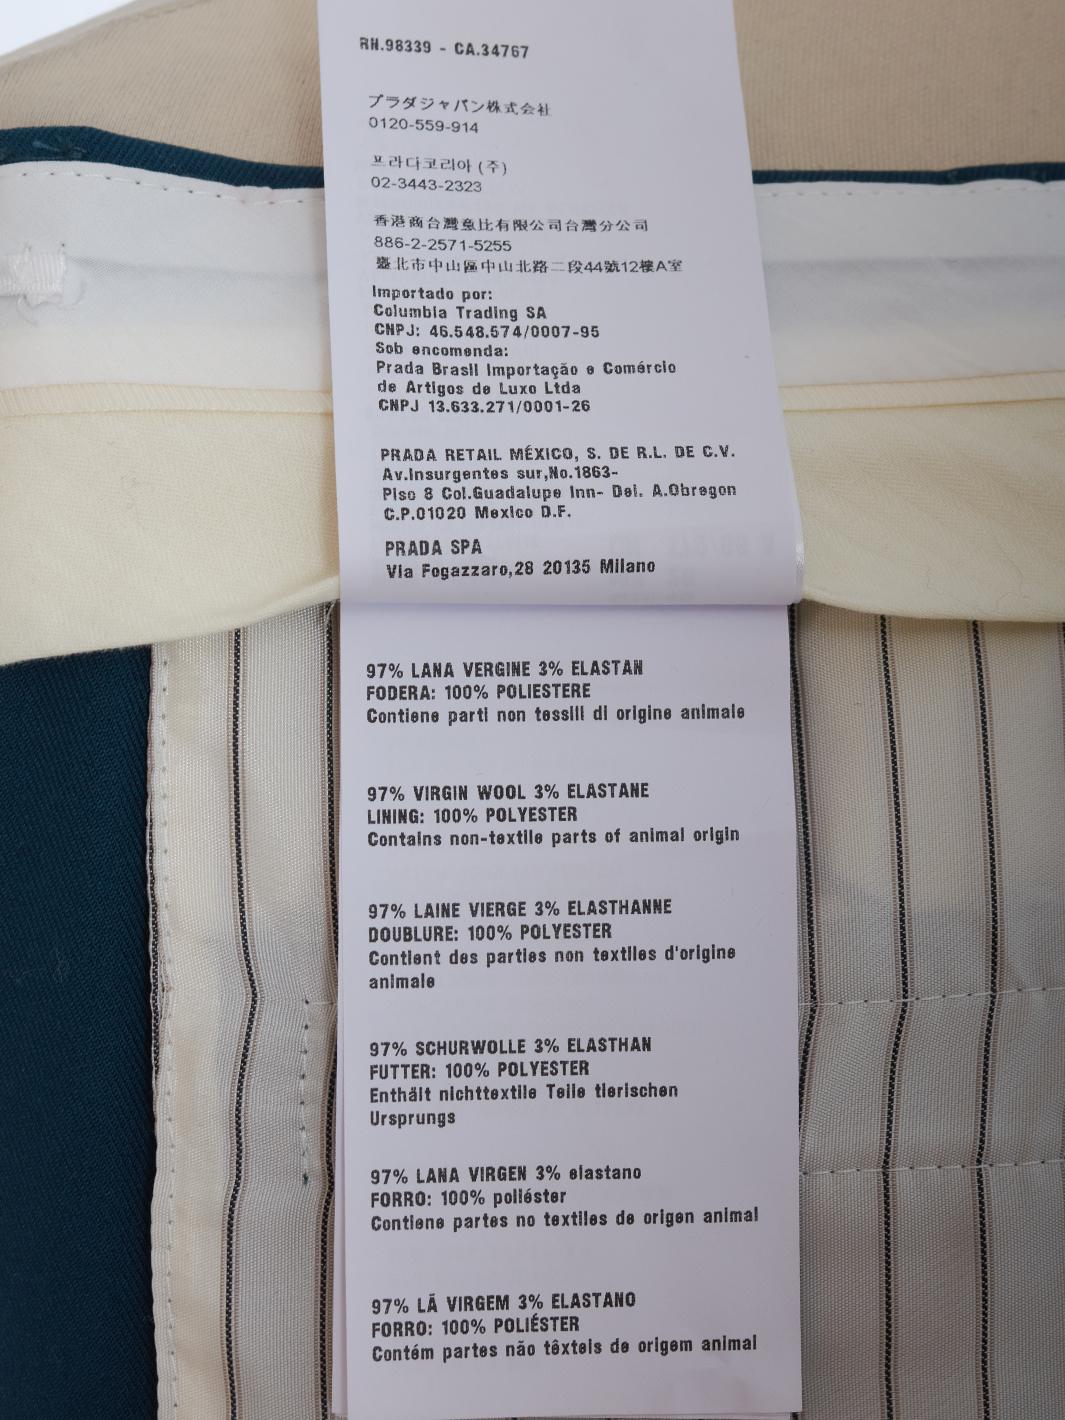 RN.98339 - CA.34767
プラダジャパン株式会社
0120-559-914
프라다코리아 (주)
02-3443-2323
香港商台灣魚比有限公司台灣分公司
886-2-2571-5255
臺北市中山區中山北路二段44號12樓A室
Importado por:
Columbia Trading SA
CNPJ: 46.548.574/0007-95
Sob encomenda:
Prada Brasil Importação e Comércio
de Artigos de Luxo Ltda
CNPJ 13.633.271/0001-26
PRADA RETAIL MÉXICO, S. DE R.L. DE C.V.
Av.Insurgentes sur,No.1863-
Piso 8 Col.Guadalupe Inn- Del. A.Obregon
C.P.01020 Mexico D.F.
PRADA SPA
Via Fogazzaro,28 20135 Milano
97% LANA VERGINE 3% ELASTAN
FODERA: 100% POLIESTERE
Contiene parti non tessili di origine animale
97% VIRGIN WOOL 3% ELASTANE
LINING: 100% POLYESTER
Contains non-textile parts of animal origin
97% LAINE VIERGE 3% ELASTHANNE
DOUBLURE: 100% POLYESTER
Contient des parties non textiles d'origine
animale
97% SCHURWOLLE 3% ELASTHAN
FUTTER: 100% POLYESTER
Enthält nichttextile Teile tierischen
Ursprungs
97% LANA VIRGEN 3% elastano
FORRO: 100% poliéster
Contiene partes no textiles de origen animal
97% LÃ VIRGEM 3% ELASTANO
FORRO: 100% POLIÉSTER
Contém partes não têxteis de origem animal